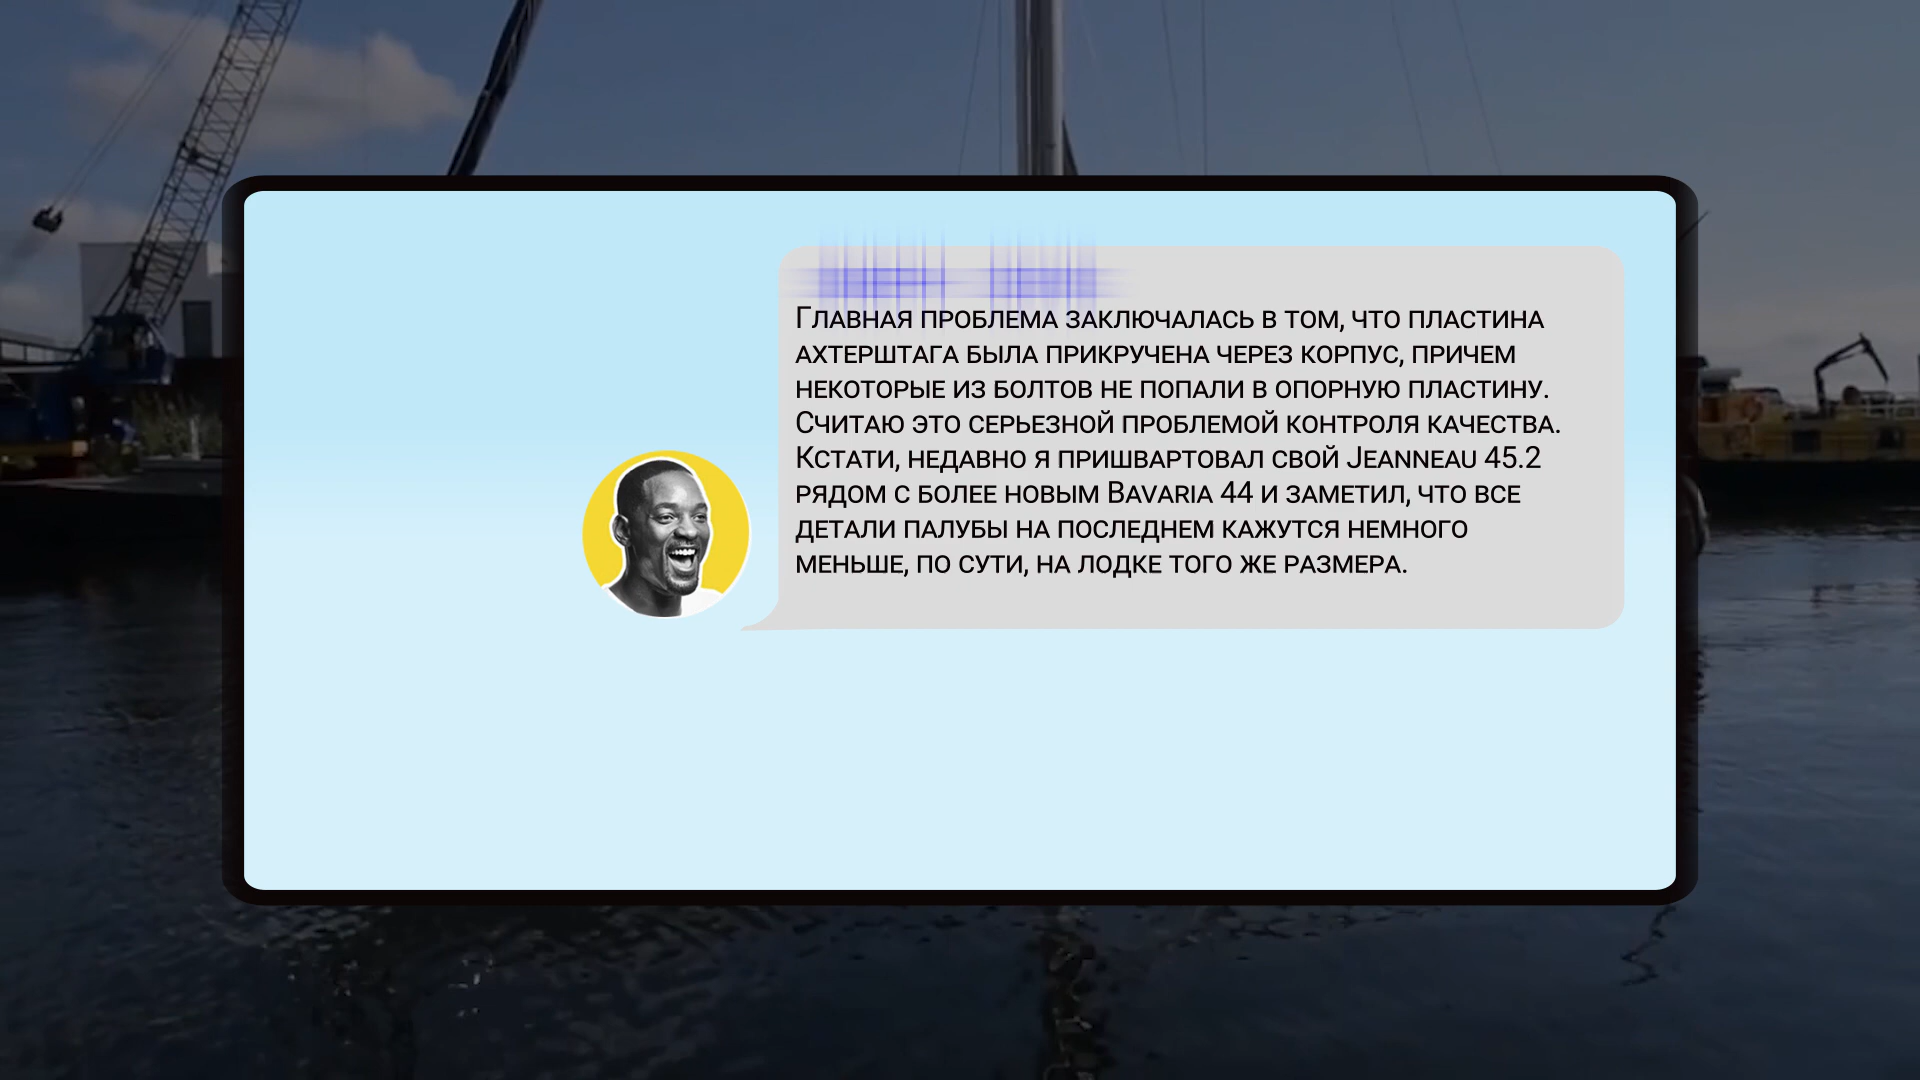 Главная проблема заключалась в том, что пластина
ахтерштага была прикручена через корпус, причем
некоторые из болтов не попали в опорную пластину.
Считаю это серьезной проблемой контроля качества.
Кстати, недавно я пришвартовал свой Jeanneau 45.2
рядом с более новым Bavaria 44 и заметил, что все
детали палубы на последнем кажутся немного
меньше, по сути, на лодке того же размера.